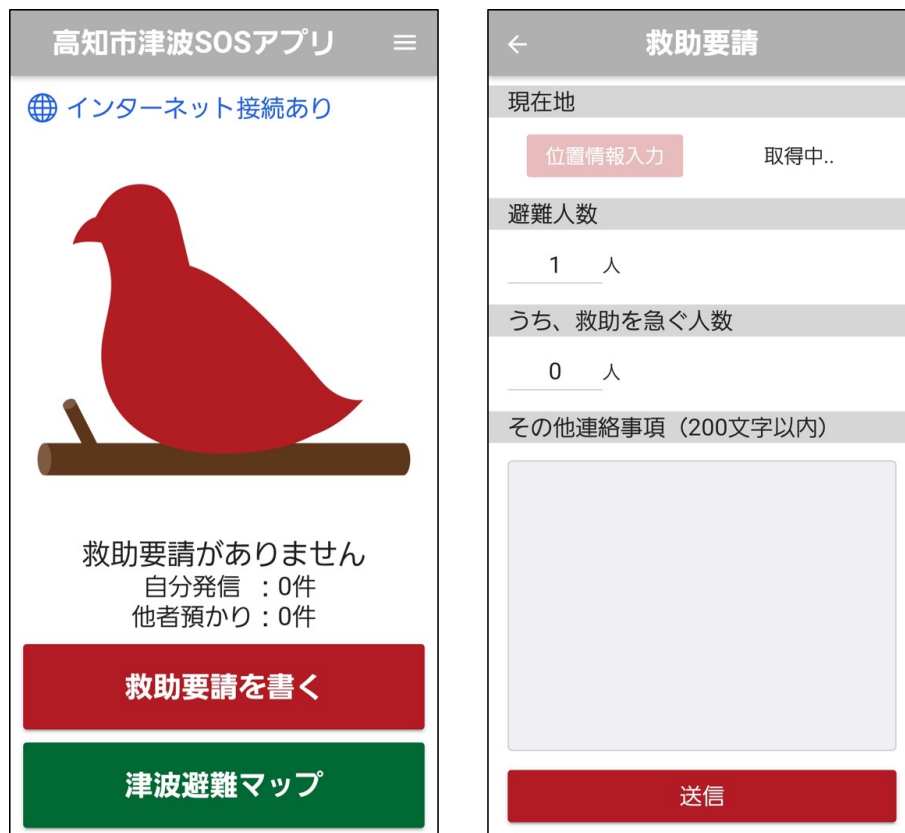 高知市津波SOSアプリ
インターネット接続あり
救助要請がありません
自分発信 :0件
他者預かり:0件
救助要請を書く
津波避難マップ
救助要請
現在地
位置情報入力 取得中..
避難人数
1 人
うち、救助を急ぐ人数
0 人
その他連絡事項（200文字以内）
送信